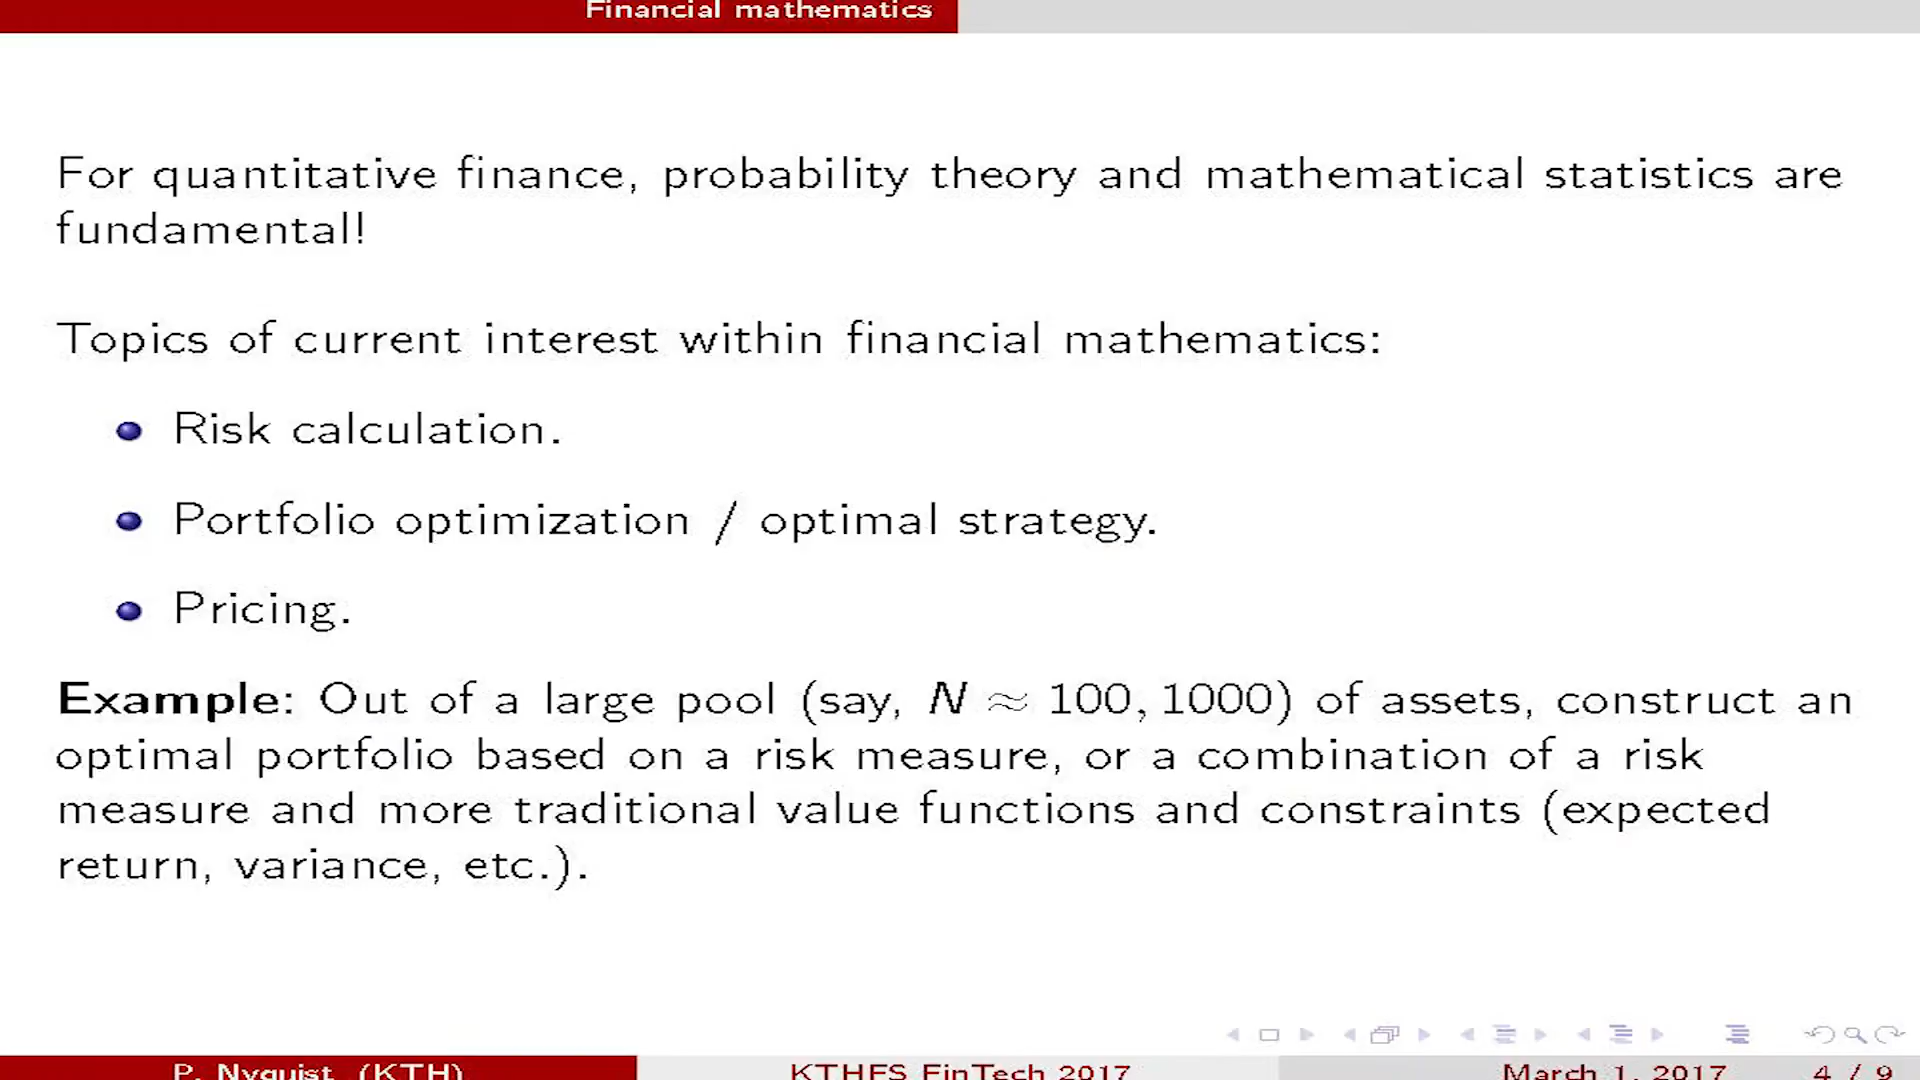 Financial mathematics
For quantitative finance, probability theory and mathematical statistics are
fundamental!
Topics of current interest within financial mathematics:
Risk calculation.
Portfolio optimization / optimal strategy.
Pricing.
Example: Out of a large pool (say, N ≈ 100, 1000) of assets, construct an
optimal portfolio based on a risk measure, or a combination of a risk
measure and more traditional value functions and constraints (expected
return, variance, etc.).
P. Nyquist (KTH) KTHFS FinTech 2017 March 1, 2017 4 / 9